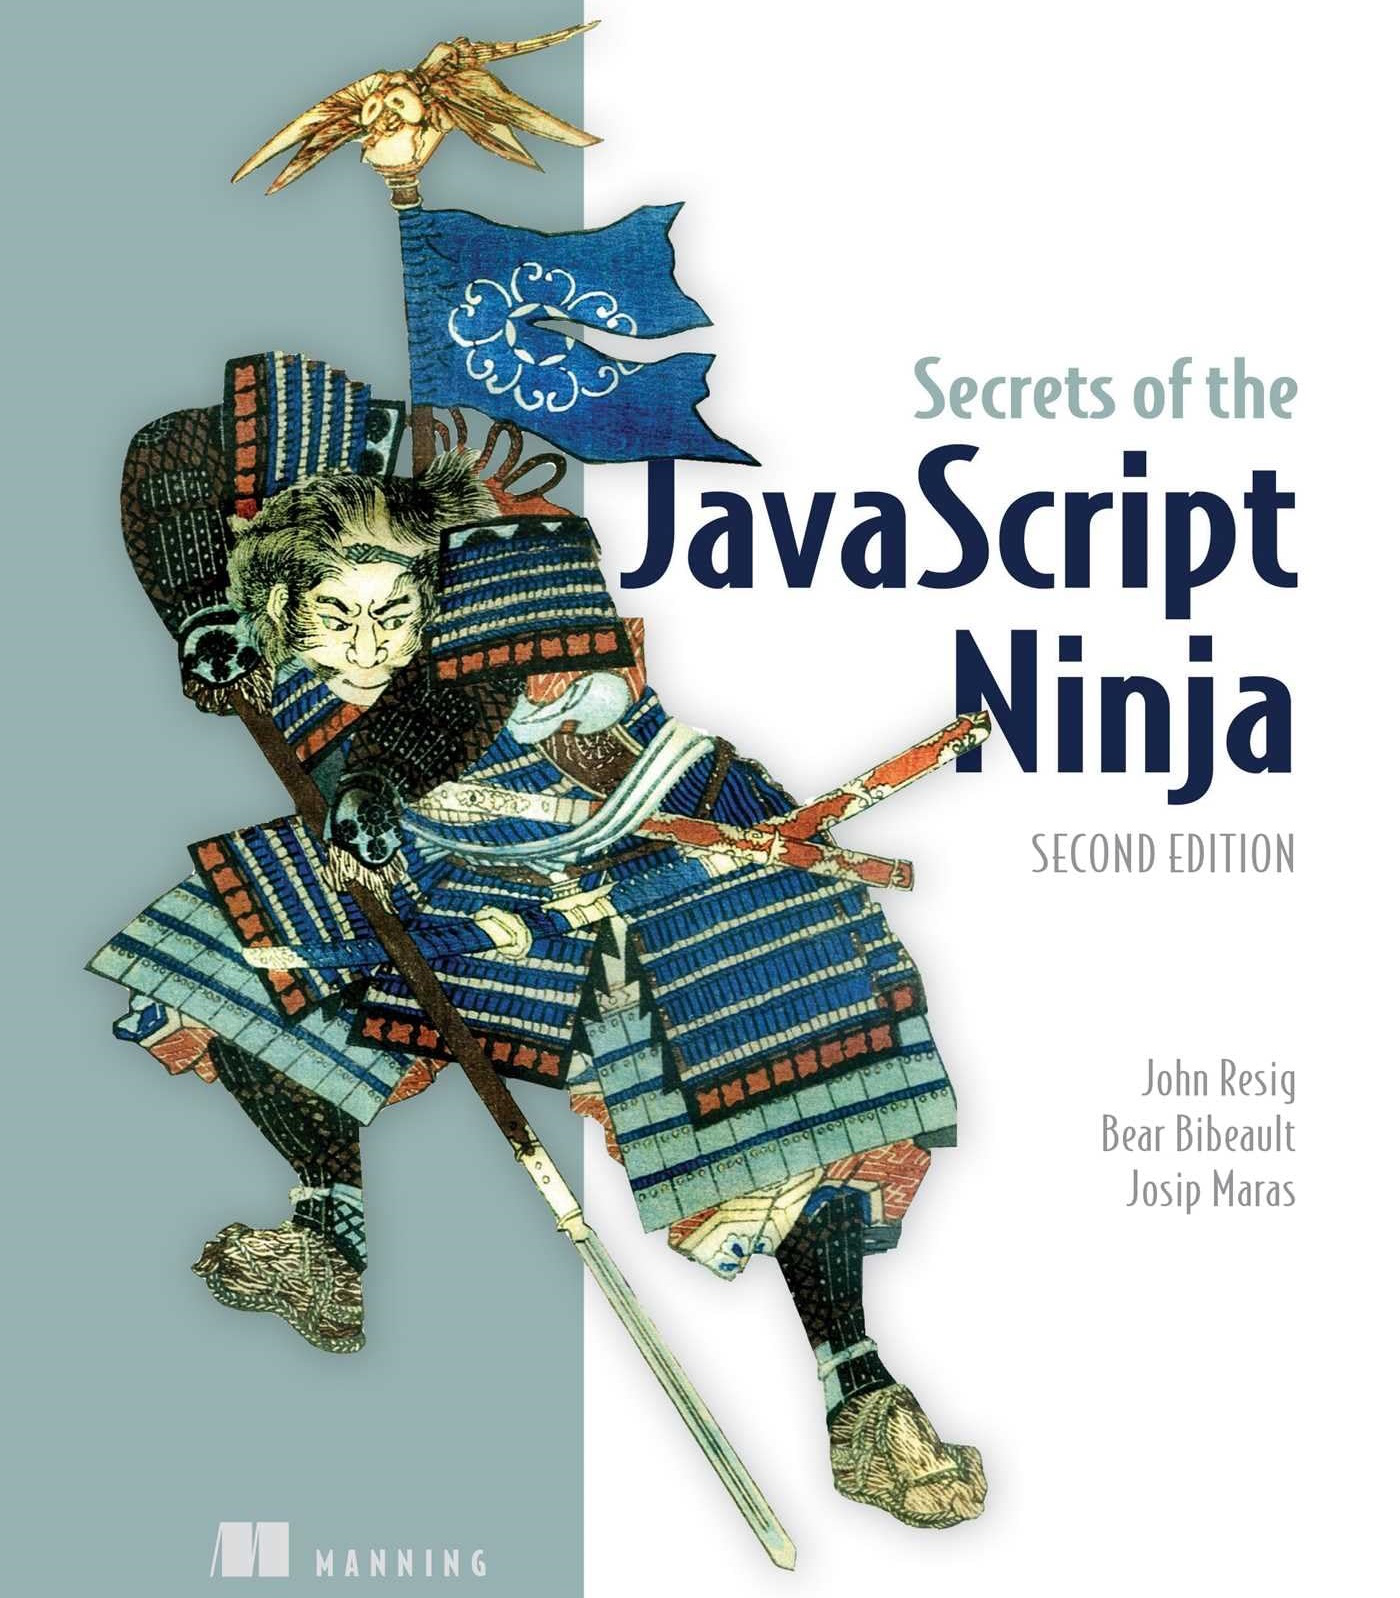 Secrets of the
JavaScript
Ninja
SECOND EDITION
John Resig
Bear Bibeault
Josip Maras
MANNING